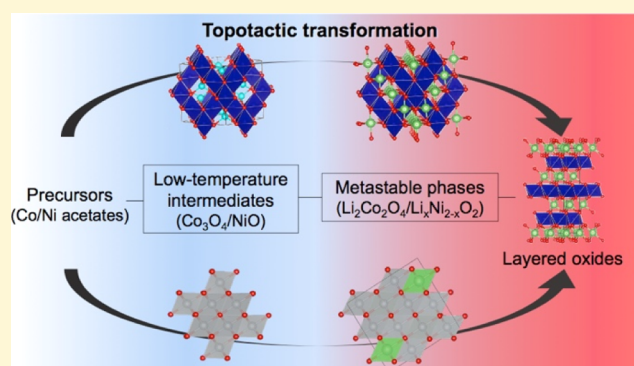 Topotactic transformation
Precursors
(Co/Ni acetates)
Low-temperature
intermediates
(Co₃O₄/NiO)
Metastable phases
(Li₂Co₂O₄/LiₓNi₂₋ₓO₂)
Layered oxides